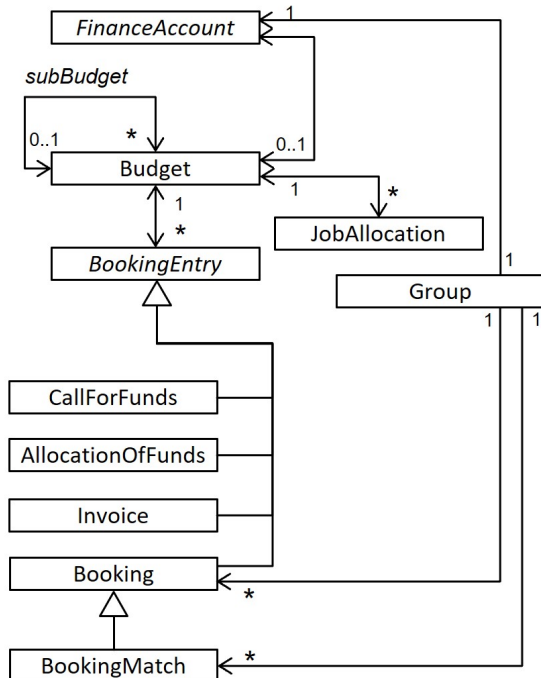 FinanceAccount
1
subBudget
0..1
*
0..1
Budget
1
*
1
*
JobAllocation
BookingEntry
1
Group
1
1
CallForFunds
AllocationOfFunds
Invoice
Booking
*
BookingMatch
*